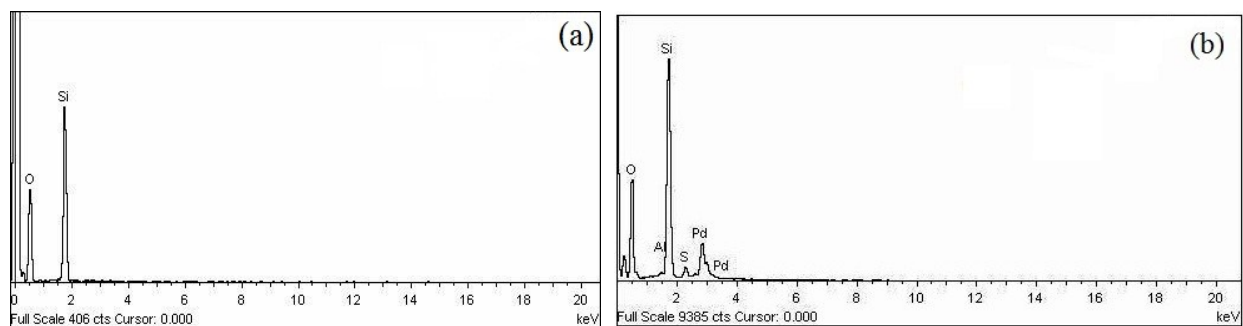 (a)
Si
O
0 2 4 6 8 10 12 14 16 18 20
Full Scale 406 cts Cursor: 0.000 keV
(b)
Si
O
Al
S
Pd
Pd
2 4 6 8 10 12 14 16 18 20
Full Scale 9385 cts Cursor: 0.000 keV